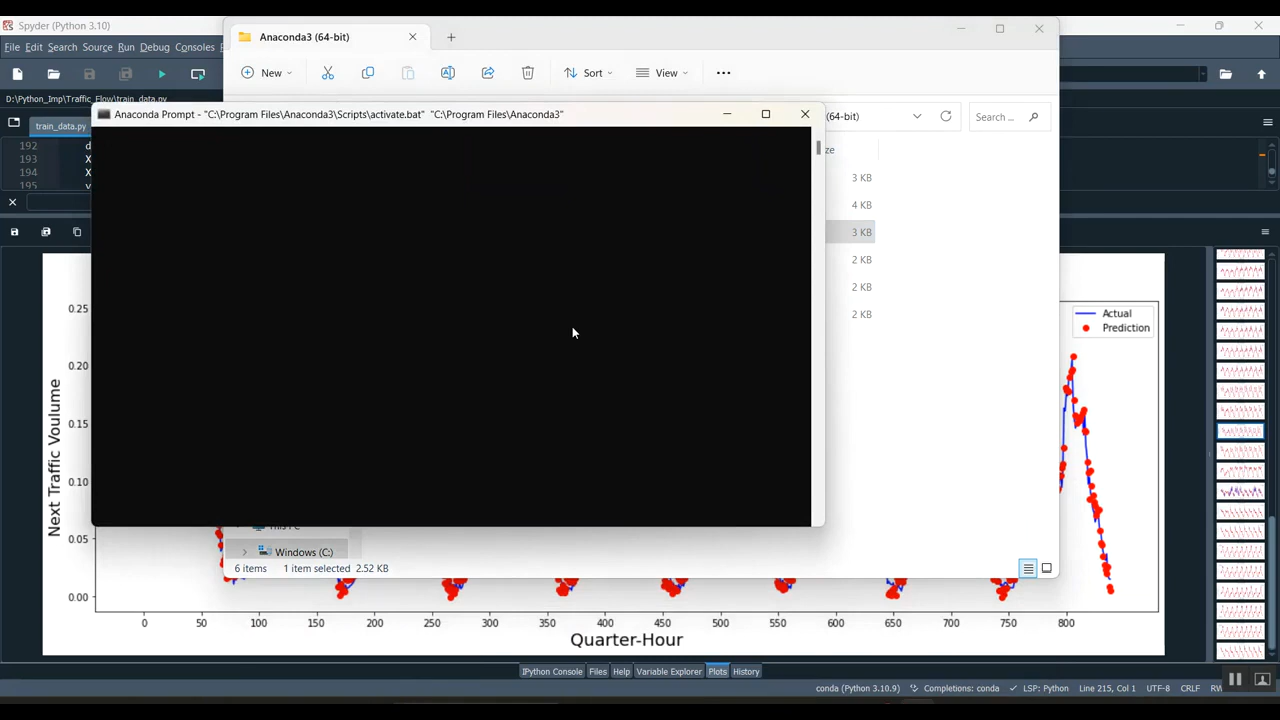 Spyder (Python 3.10)
File Edit Search Source Run Debug Consoles
Anaconda3 (64-bit)
New
Sort
View
D:\Python_Imp\Traffic_Flow\train_data.py
Anaconda Prompt - "C:\Program Files\Anaconda3\Scripts\activate.bat" "C:\Program Files\Anaconda3"
(64-bit)
Search ...
train_data.py
192 d
193 X
194 X
195
3 KB
4 KB
3 KB
2 KB
2 KB
2 KB
Actual
Prediction
0.25
0.20
0.15
0.10
0.05
0.00
Next Traffic Voulume
This PC
Windows (C:)
6 items 1 item selected 2.52 KB
0 50 100 150 200 250 300 350 400 450 500 550 600 650 700 750 800
Quarter-Hour
IPython Console Files Help Variable Explorer Plots History
conda (Python 3.10.9) Completions: conda LSP: Python Line 215, Col 1 UTF-8 CRLF RW